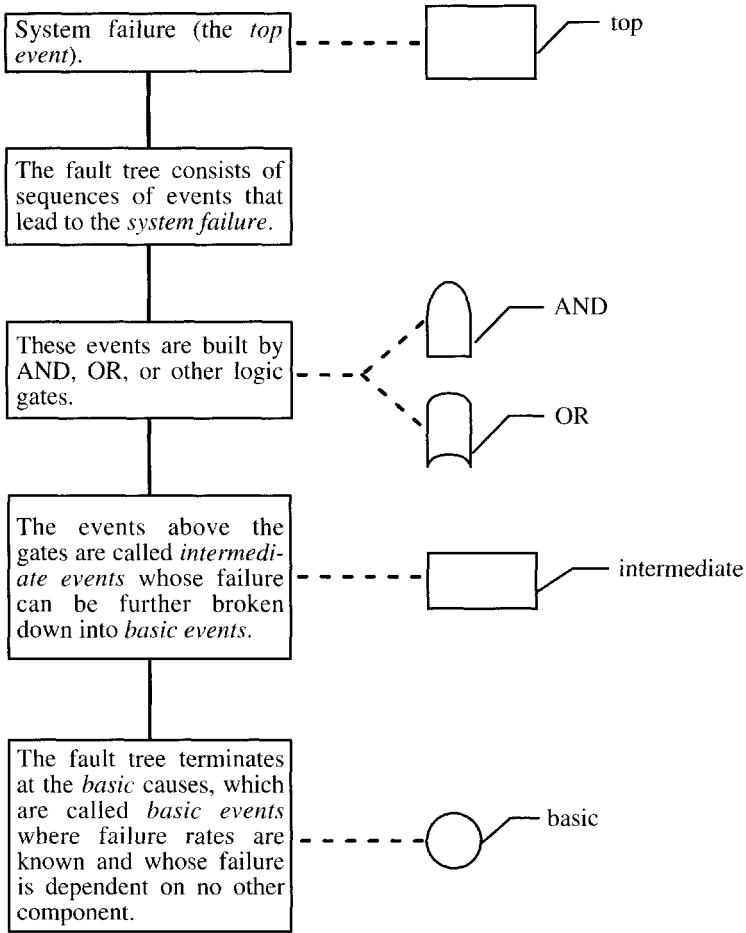 System failure (the top
event).
top
The fault tree consists of
sequences of events that
lead to the system failure.
These events are built by
AND, OR, or other logic
gates.
AND
OR
The events above the
gates are called intermedi-
ate events whose failure
can be further broken
down into basic events.
intermediate
The fault tree terminates
at the basic causes, which
are called basic events
where failure rates are
known and whose failure
is dependent on no other
component.
basic